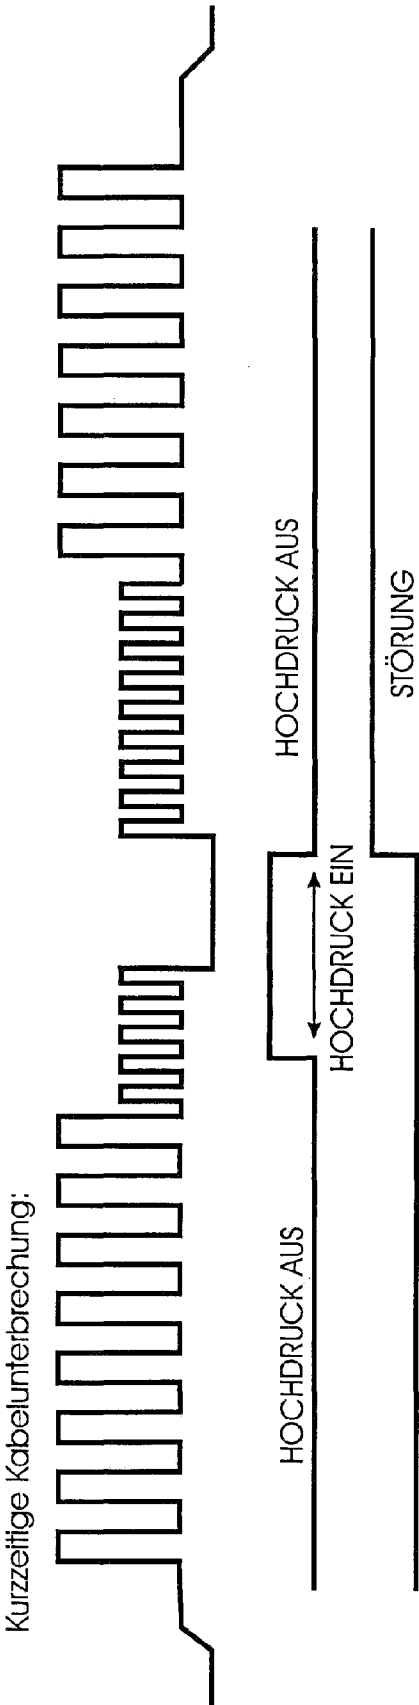 Kurzzeitige Kabelunterbrechung:
HOCHDRUCK AUS
HOCHDRUCK EIN
HOCHDRUCK AUS
STÖRUNG